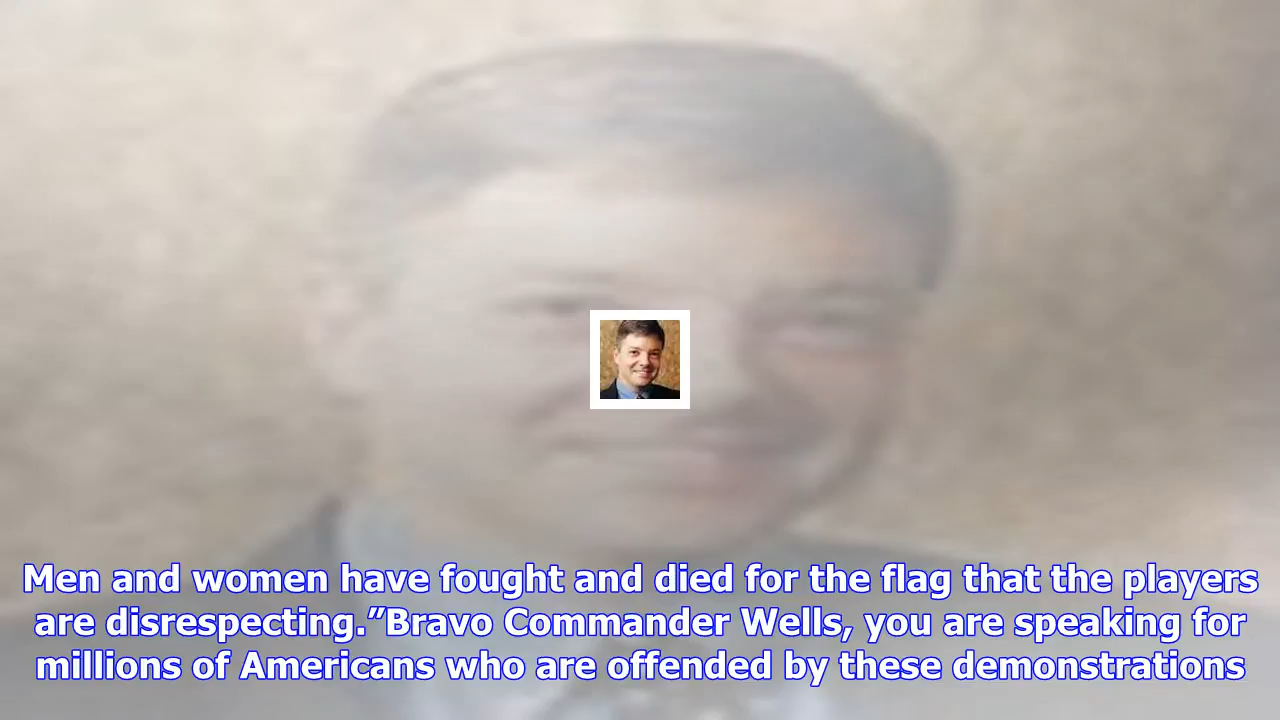 Men and women have fought and died for the flag that the players
are disrespecting.”Bravo Commander Wells, you are speaking for
millions of Americans who are offended by these demonstrations